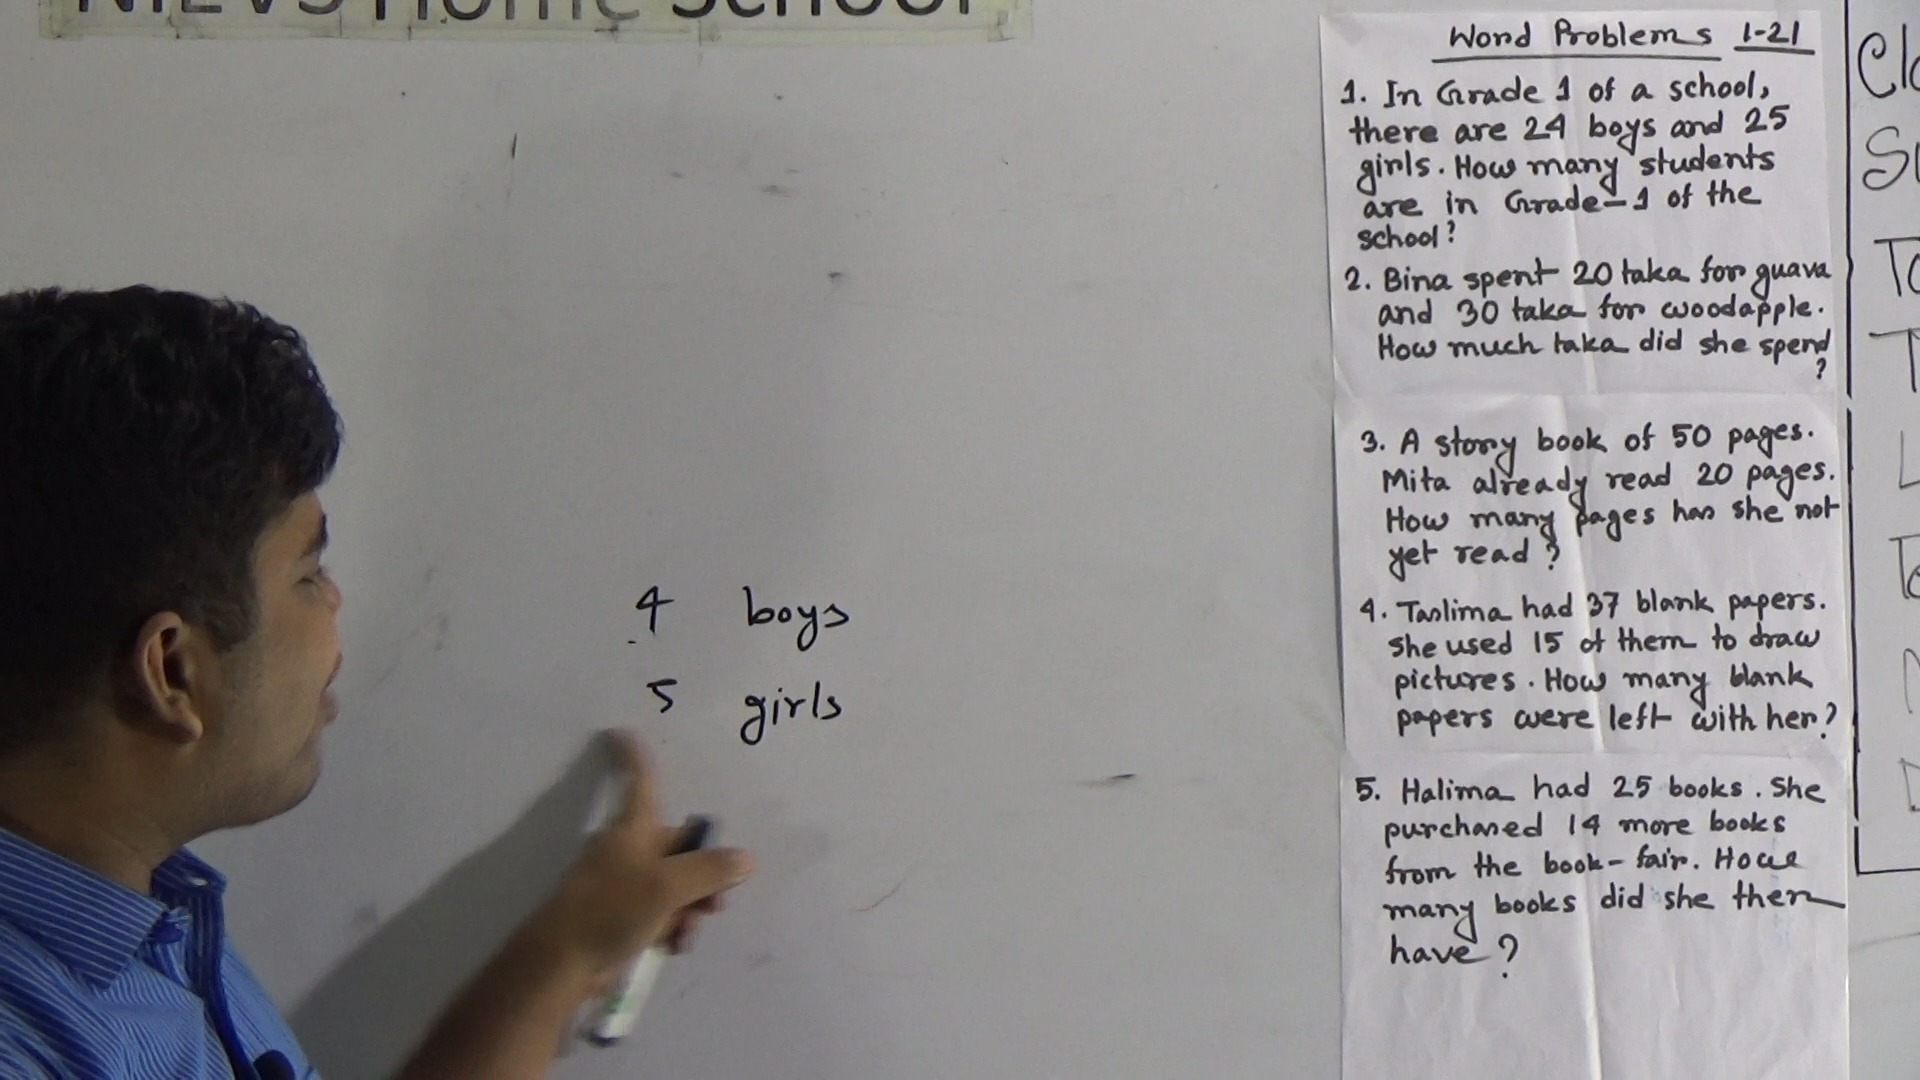 Home School
4 boys
5 girls
Word Problems 1-21
1. In Grade 1 of a school,
there are 24 boys and 25
girls. How many students
are in Grade-1 of the
school?
2. Bina spent 20 taka for guava
and 30 taka for woodapple.
How much taka did she spend
?
3. A story book of 50 pages.
Mita already read 20 pages.
How many pages has she not
yet read?
4. Taslima had 37 blank papers.
She used 15 of them to draw
pictures. How many blank
papers were left with her?
5. Halima had 25 books. She
purchased 14 more books
from the book-fair. How
many books did she then
have?